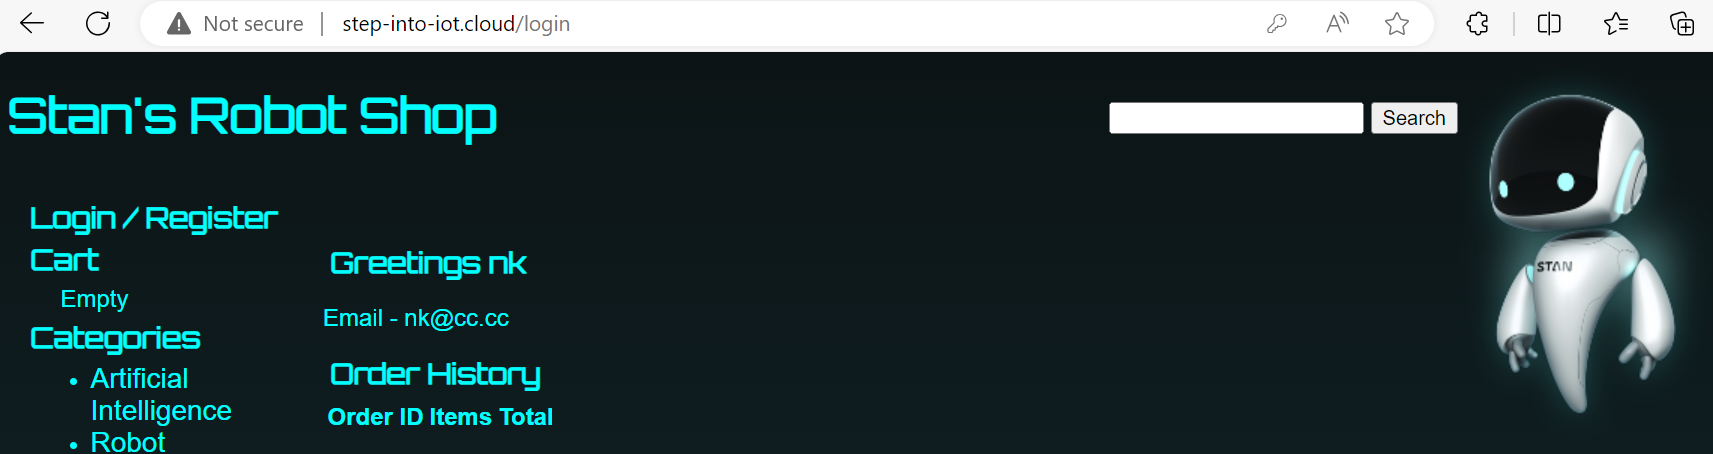 Not secure | step-into-iot.cloud/login
Stan's Robot Shop
Search
STAN
Login / Register
Cart
Empty
Categories
Artificial
Intelligence
Robot
Greetings nk
Email - nk@cc.cc
Order History
Order ID Items Total